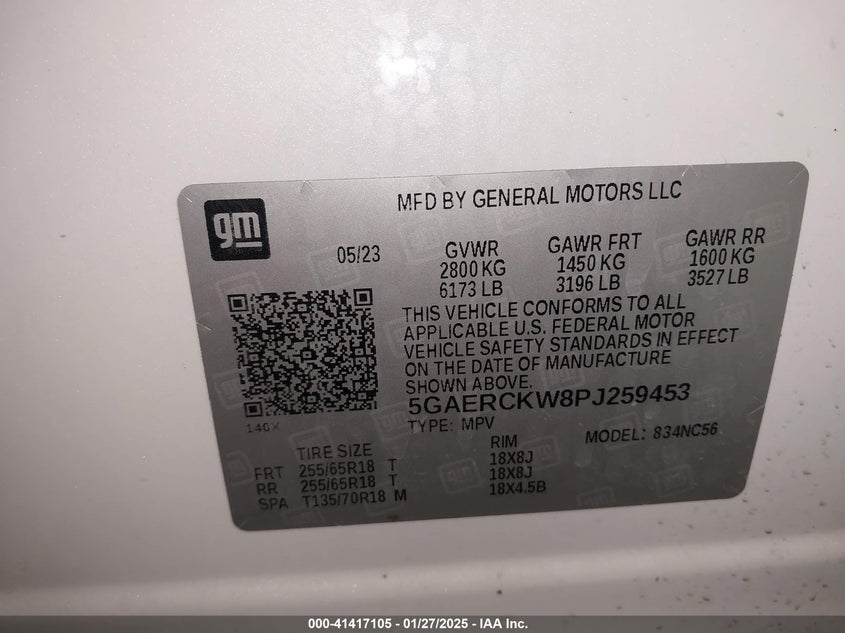 gm
MFD BY GENERAL MOTORS LLC
05/23
GVWR GAWR FRT GAWR RR
2800 KG 1450 KG 1600 KG
6173 LB 3196 LB 3527 LB
THIS VEHICLE CONFORMS TO ALL
APPLICABLE U.S. FEDERAL MOTOR
VEHICLE SAFETY STANDARDS IN EFFECT
ON THE DATE OF MANUFACTURE
SHOWN ABOVE.
5GAERCKW8PJ259453
140X
TYPE: MPV MODEL: 834NC56
TIRE SIZE RIM
FRT 255/65R18 T 18X8J
RR 255/65R18 T 18X8J
SPA T135/70R18 M 18X4.5B
000-41417105 - 01/27/2025 - IAA Inc.